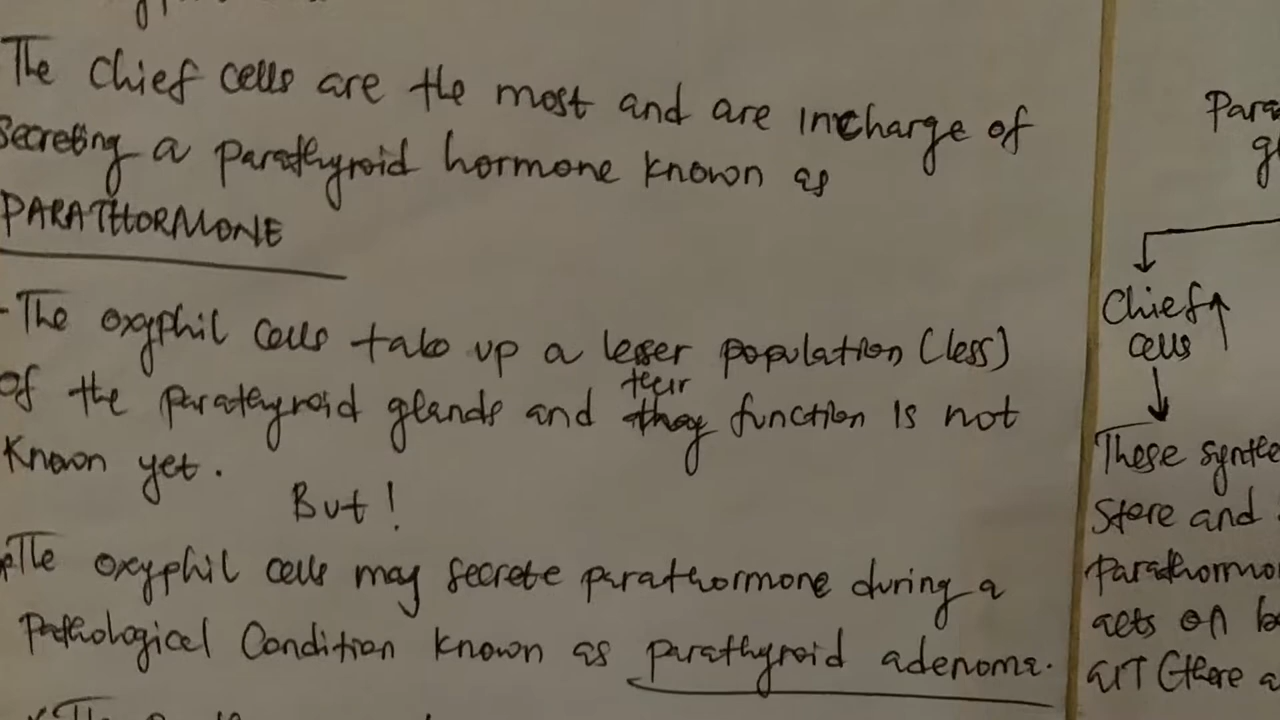 The Chief cells are the most and are incharge of
Secreting a parathyroid hormone known as
PARATHORMONE
-The oxyphil cells take up a lesser population (less)
their
of the parathyroid glands and they function is not
Known yet.
But!
The oxyphil cells may secrete parathormone during a
Pathological Condition known as parathyroid adenoma.
Para
gl
Chief
cells
These synthe
Store and
parathormo
acts on b
GIT (there a